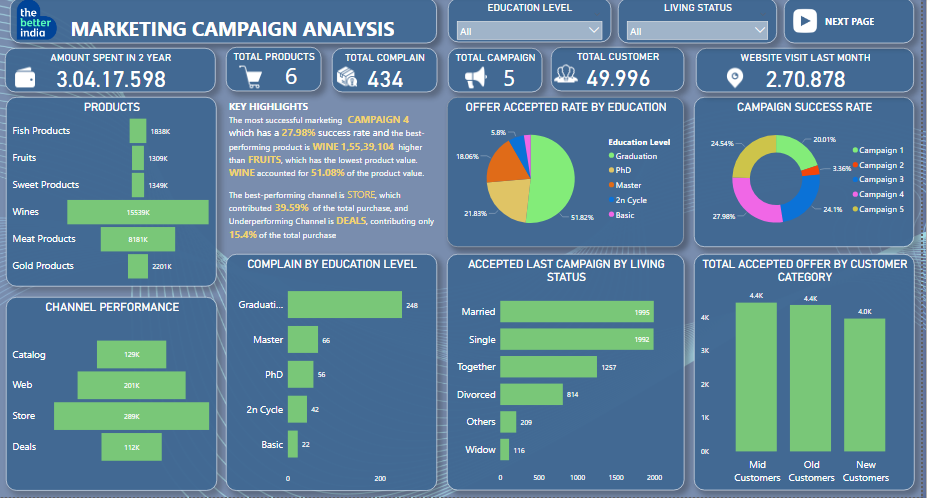 the
better
india
MARKETING CAMPAIGN ANALYSIS
EDUCATION LEVEL
All
LIVING STATUS
All
NEXT PAGE
AMOUNT SPENT IN 2 YEAR
3.04.17.598
TOTAL PRODUCTS
6
TOTAL COMPLAIN
434
TOTAL CAMPAIGN
5
TOTAL CUSTOMER
49.996
WEBSITE VISIT LAST MONTH
2.70.878
PRODUCTS
Fish Products 1838K
Fruits 1309K
Sweet Products 1349K
Wines 15539K
Meat Products 8181K
Gold Products 2201K
KEY HIGHLIGHTS
The most successful marketing CAMPAIGN 4
which has a 27.98% success rate and the best-
performing product is WINE 1,55,39,104 higher
than FRUITS, which has the lowest product value.
WINE accounted for 51.08% of the product value.
The best-performing channel is STORE, which
contributed 39.59% of the total purchase, and
Underperforming Channel is DEALS, contributing only
15.4% of the total purchase
OFFER ACCEPTED RATE BY EDUCATION
5.8%
18.06%
21.83%
51.82%
Education Level
Graduation
PhD
Master
2n Cycle
Basic
CAMPAIGN SUCCESS RATE
24.54%
20.01%
3.36%
24.1%
27.98%
Campaign 1
Campaign 2
Campaign 3
Campaign 4
Campaign 5
CHANNEL PERFORMANCE
Catalog 129K
Web 201K
Store 289K
Deals 112K
COMPLAIN BY EDUCATION LEVEL
Graduati... 248
Master 66
PhD 56
2n Cycle 42
Basic 22
0 200
ACCEPTED LAST CAMPAIGN BY LIVING
STATUS
Married 1995
Single 1992
Together 1257
Divorced 814
Others 209
Widow 116
0 500 1000 1500 2000
TOTAL ACCEPTED OFFER BY CUSTOMER
CATEGORY
4.4K 4.4K 4.0K
4K
3K
2K
1K
0K
Mid Old New
Customers Customers Customers